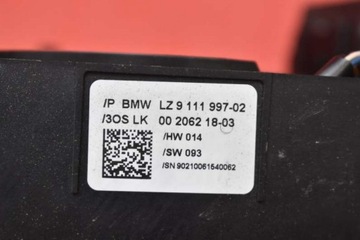 /P BMW LZ 9 111 997-02
/3OS LK 00 2062 18-03
/HW 014
/SW 093
/SN 90210061540062